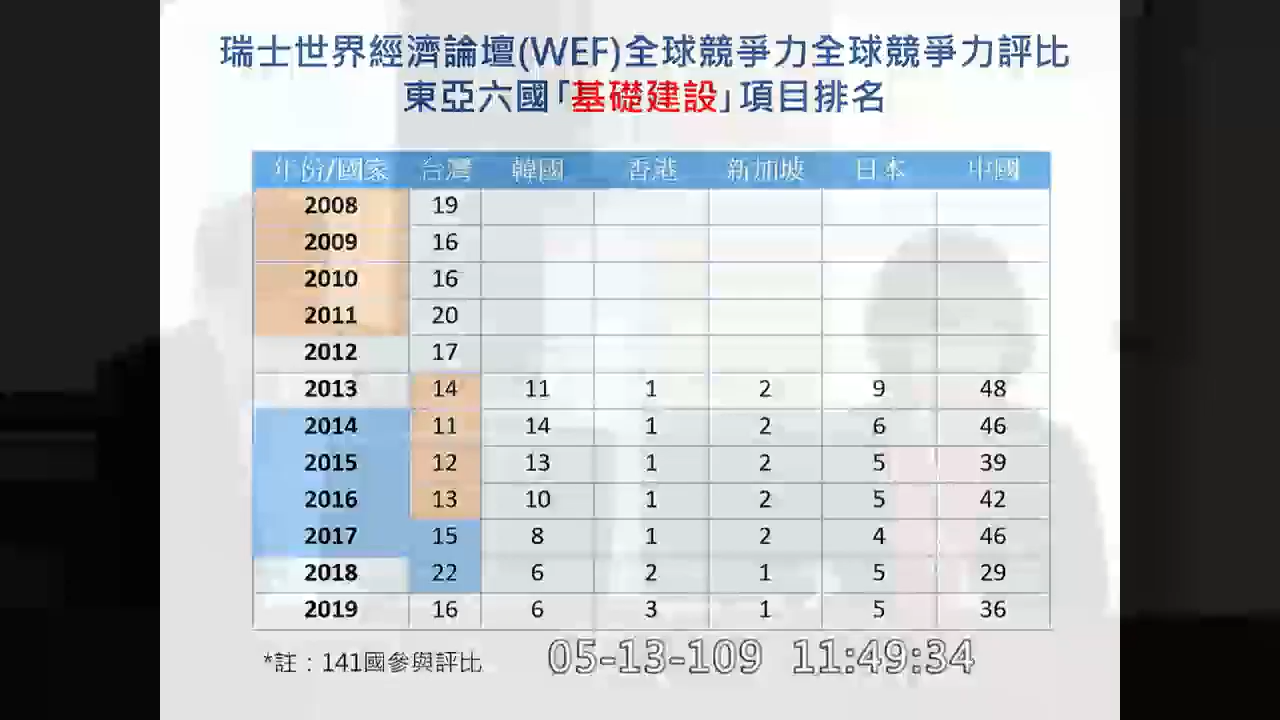 瑞士世界經濟論壇(WEF)全球競爭力全球競爭力評比
東亞六國「基礎建設」項目排名
年份/國家 台灣 韓國 香港 新加坡 日本 中國
2008 19
2009 16
2010 16
2011 20
2012 17
2013 14 11 1 2 9 48
2014 11 14 1 2 6 46
2015 12 13 1 2 5 39
2016 13 10 1 2 5 42
2017 15 8 1 2 4 46
2018 22 6 2 1 5 29
2019 16 6 3 1 5 36
*註：141國參與評比
05-13-109 11:49:34